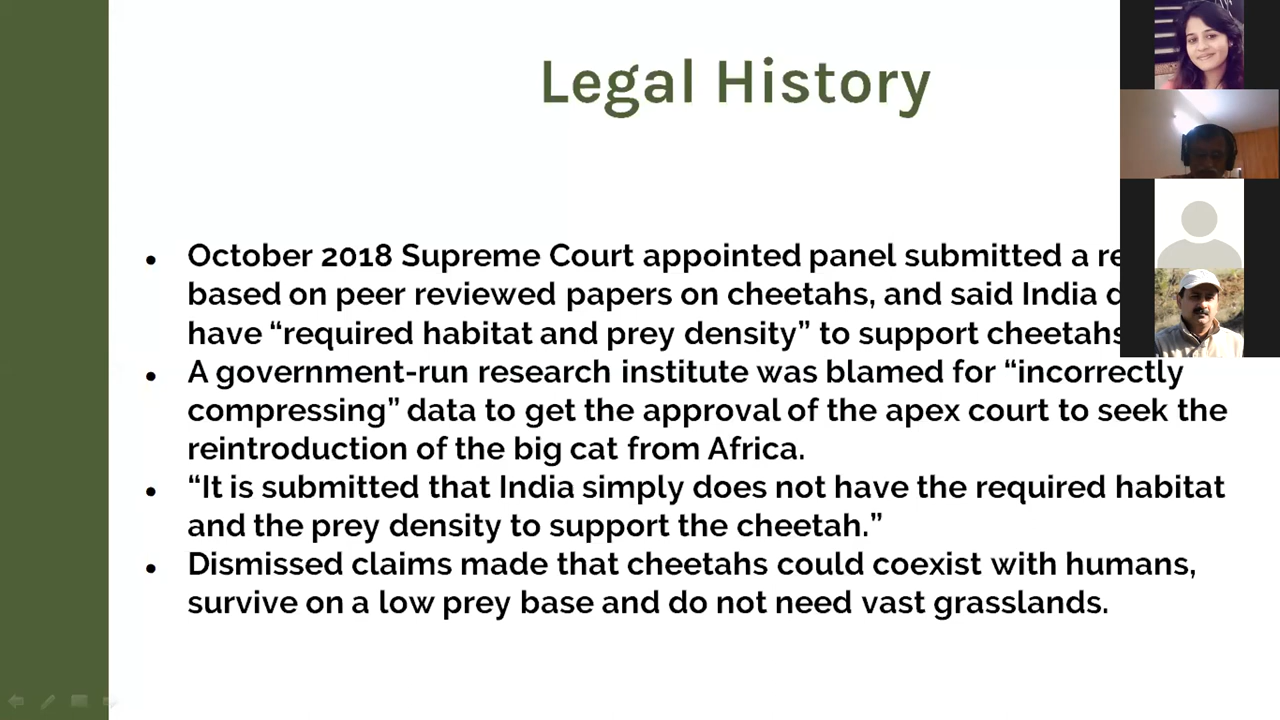 Legal History
• October 2018 Supreme Court appointed panel submitted a
based on peer reviewed papers on cheetahs, and said India
have “required habitat and prey density” to support cheetahs
• A government-run research institute was blamed for “incorrectly
compressing” data to get the approval of the apex court to seek the
reintroduction of the big cat from Africa.
• “It is submitted that India simply does not have the required habitat
and the prey density to support the cheetah.”
• Dismissed claims made that cheetahs could coexist with humans,
survive on a low prey base and do not need vast grasslands.